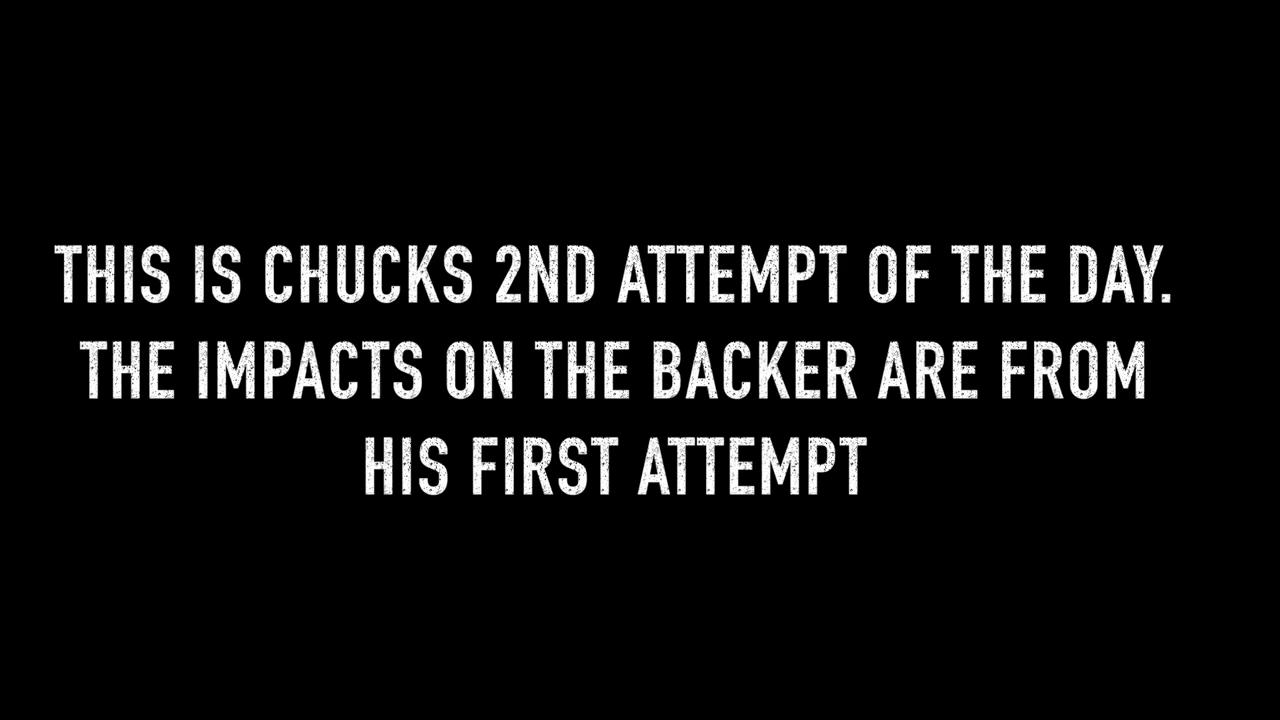 THIS IS CHUCKS 2ND ATTEMPT OF THE DAY.
THE IMPACTS ON THE BACKER ARE FROM
HIS FIRST ATTEMPT